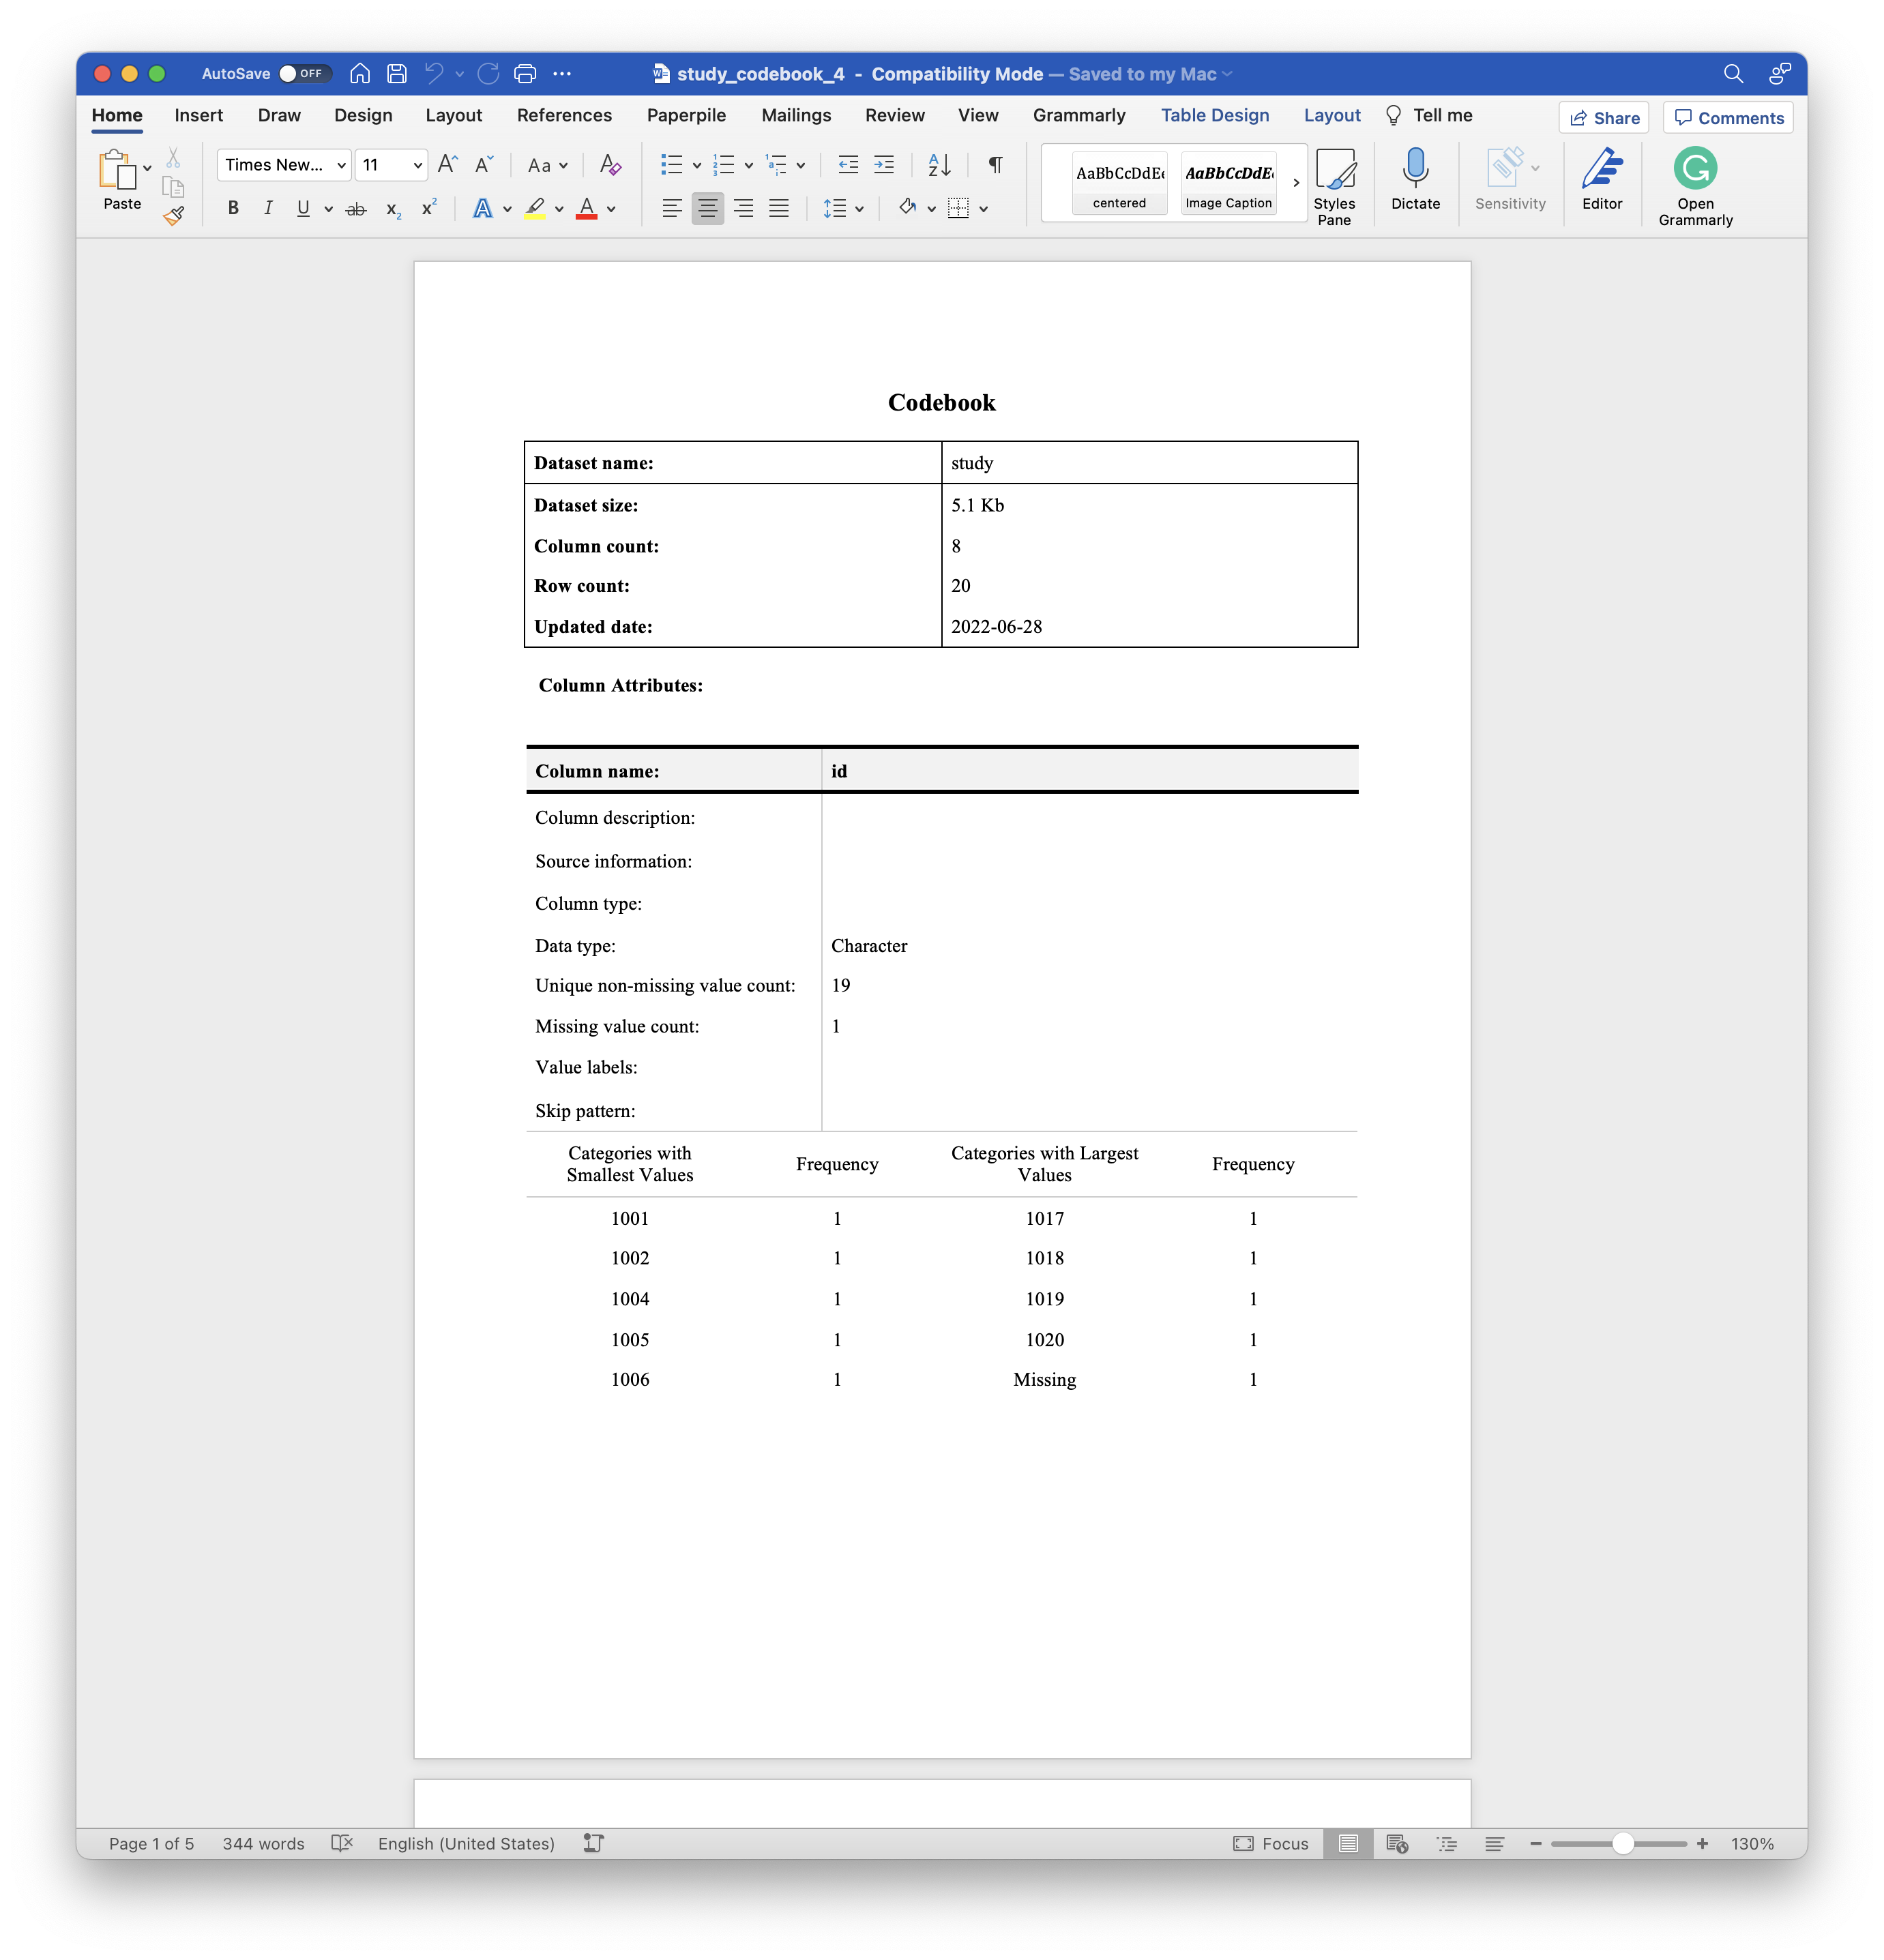 AutoSave OFF study_codebook_4 - Compatibility Mode — Saved to my Mac
Home Insert Draw Design Layout References Paperpile Mailings Review View Grammarly Table Design Layout Tell me Share Comments
Paste
Times New... 11 Aa
AaBbCcDdEe
centered
AaBbCcDdE
Image Caption
Styles
Pane
Dictate
Sensitivity
Editor
Open
Grammarly
Codebook
Dataset name: study
Dataset size: 5.1 Kb
Column count: 8
Row count: 20
Updated date: 2022-06-28
Column Attributes:
Column name: id
Column description:
Source information:
Column type:
Data type: Character
Unique non-missing value count: 19
Missing value count: 1
Value labels:
Skip pattern:
Categories with
Smallest Values
Frequency
Categories with Largest
Values
Frequency
1001 1 1017 1
1002 1 1018 1
1004 1 1019 1
1005 1 1020 1
1006 1 Missing 1
Page 1 of 5 344 words English (United States) Focus 130%